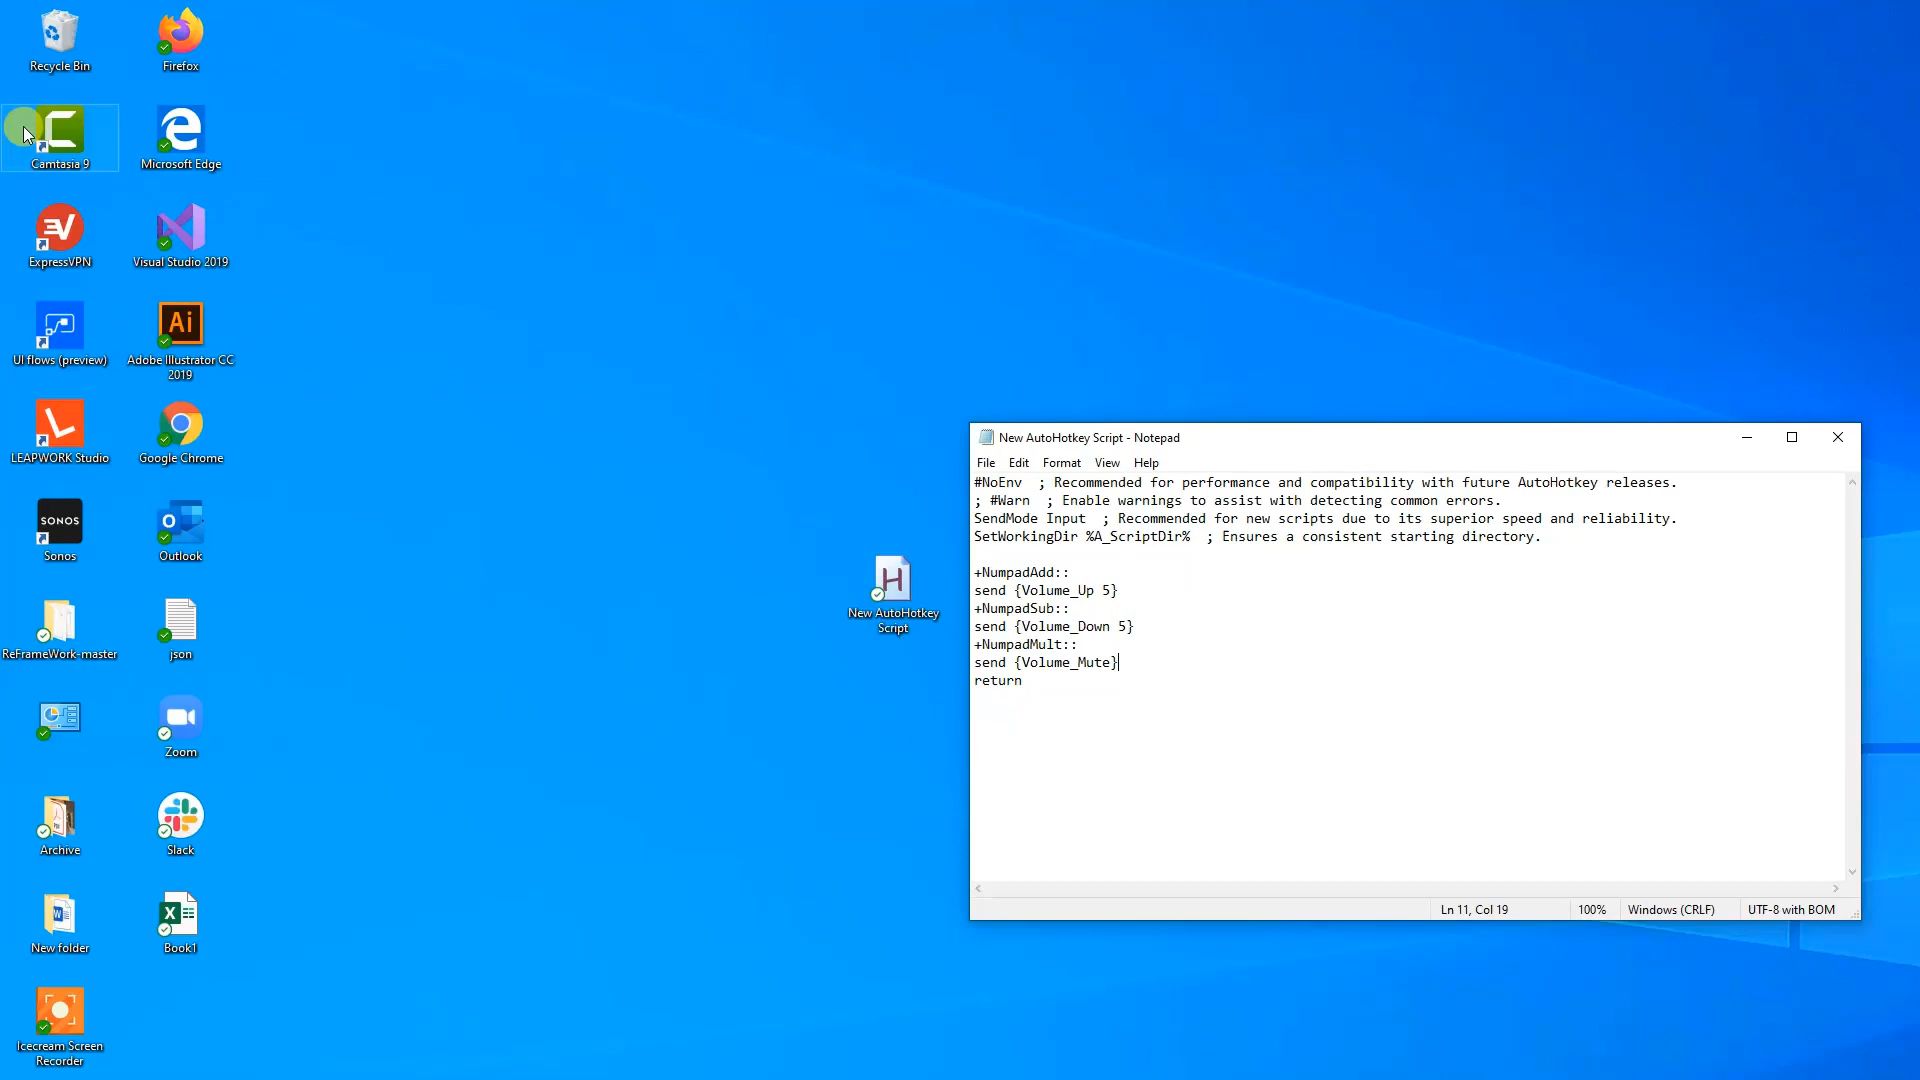 Recycle Bin
Firefox
Camtasia 9
Microsoft Edge
ExpressVPN
Visual Studio 2019
UI flows (preview)
Ai
Adobe Illustrator CC
2019
LEAPWORK Studio
Google Chrome
SONOS
Sonos
Outlook
ReFrameWork-master
json
Zoom
Archive
Slack
New folder
Book1
Icecream Screen
Recorder
H
New AutoHotkey
Script
New AutoHotkey Script - Notepad
File Edit Format View Help
#NoEnv  ; Recommended for performance and compatibility with future AutoHotkey releases.
; #Warn  ; Enable warnings to assist with detecting common errors.
SendMode Input  ; Recommended for new scripts due to its superior speed and reliability.
SetWorkingDir %A_ScriptDir%  ; Ensures a consistent starting directory.
+NumpadAdd::
send {Volume_Up 5}
+NumpadSub::
send {Volume_Down 5}
+NumpadMult::
send {Volume_Mute}
return
Ln 11, Col 19 100% Windows (CRLF) UTF-8 with BOM